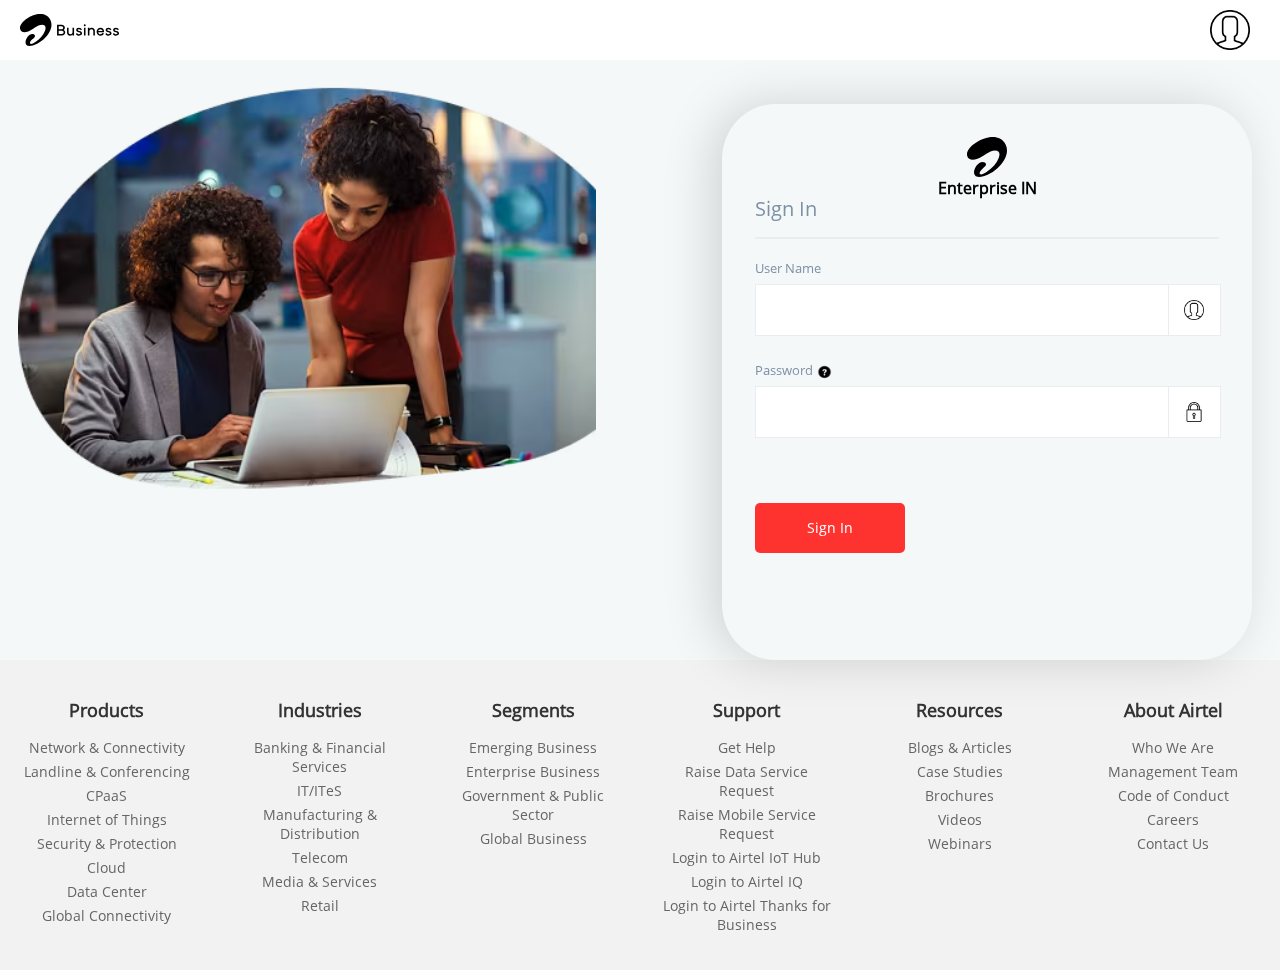 Business
Enterprise IN
Sign In
User Name
Password ?
Sign In
Products
Network & Connectivity
Landline & Conferencing
CPaaS
Internet of Things
Security & Protection
Cloud
Data Center
Global Connectivity
Industries
Banking & Financial
Services
IT/ITeS
Manufacturing &
Distribution
Telecom
Media & Services
Retail
Segments
Emerging Business
Enterprise Business
Government & Public
Sector
Global Business
Support
Get Help
Raise Data Service
Request
Raise Mobile Service
Request
Login to Airtel IoT Hub
Login to Airtel IQ
Login to Airtel Thanks for
Business
Resources
Blogs & Articles
Case Studies
Brochures
Videos
Webinars
About Airtel
Who We Are
Management Team
Code of Conduct
Careers
Contact Us